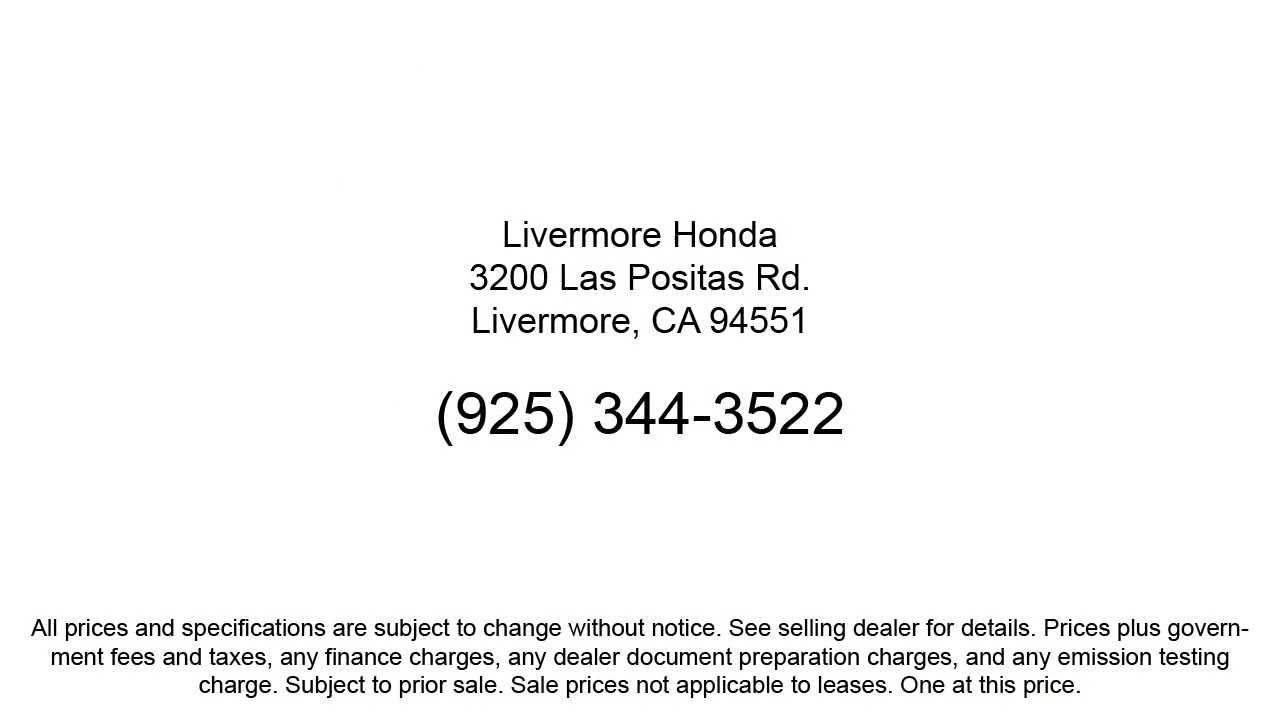 Livermore Honda
3200 Las Positas Rd.
Livermore, CA 94551
(925) 344-3522
All prices and specifications are subject to change without notice. See selling dealer for details. Prices plus govern-
ment fees and taxes, any finance charges, any dealer document preparation charges, and any emission testing
charge. Subject to prior sale. Sale prices not applicable to leases. One at this price.